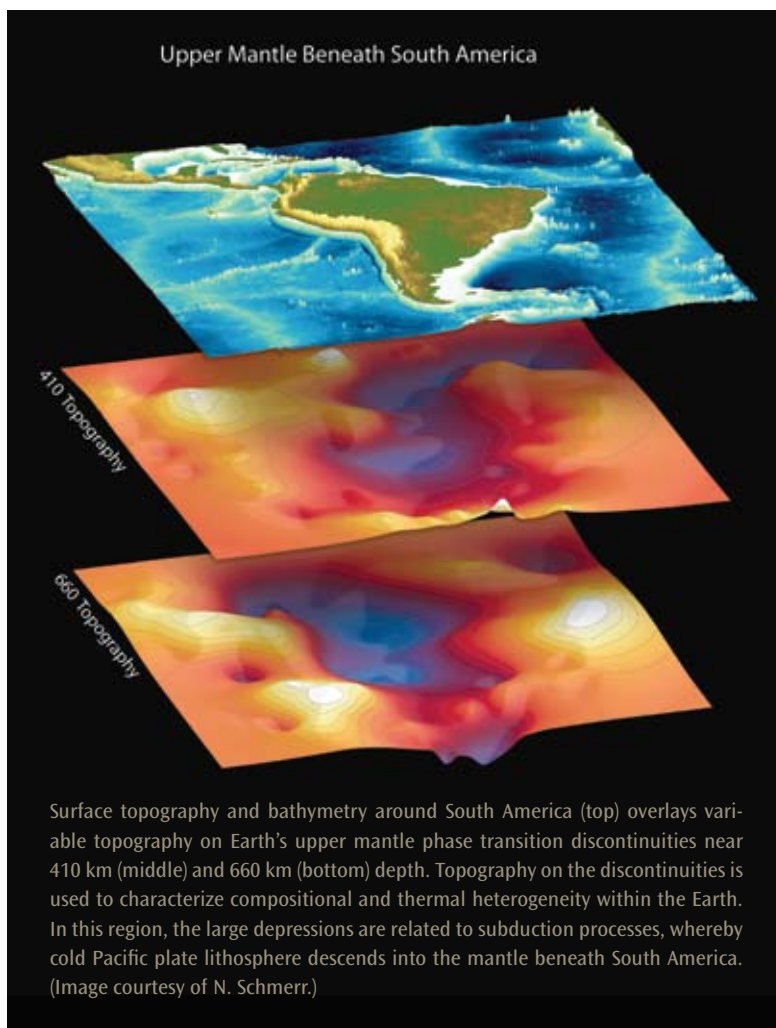 Upper Mantle Beneath South America
410 Topography
660 Topography
Surface topography and bathymetry around South America (top) overlays vari-
able topography on Earth's upper mantle phase transition discontinuities near
410 km (middle) and 660 km (bottom) depth. Topography on the discontinuities is
used to characterize compositional and thermal heterogeneity within the Earth.
In this region, the large depressions are related to subduction processes, whereby
cold Pacific plate lithosphere descends into the mantle beneath South America.
(Image courtesy of N. Schmerr.)